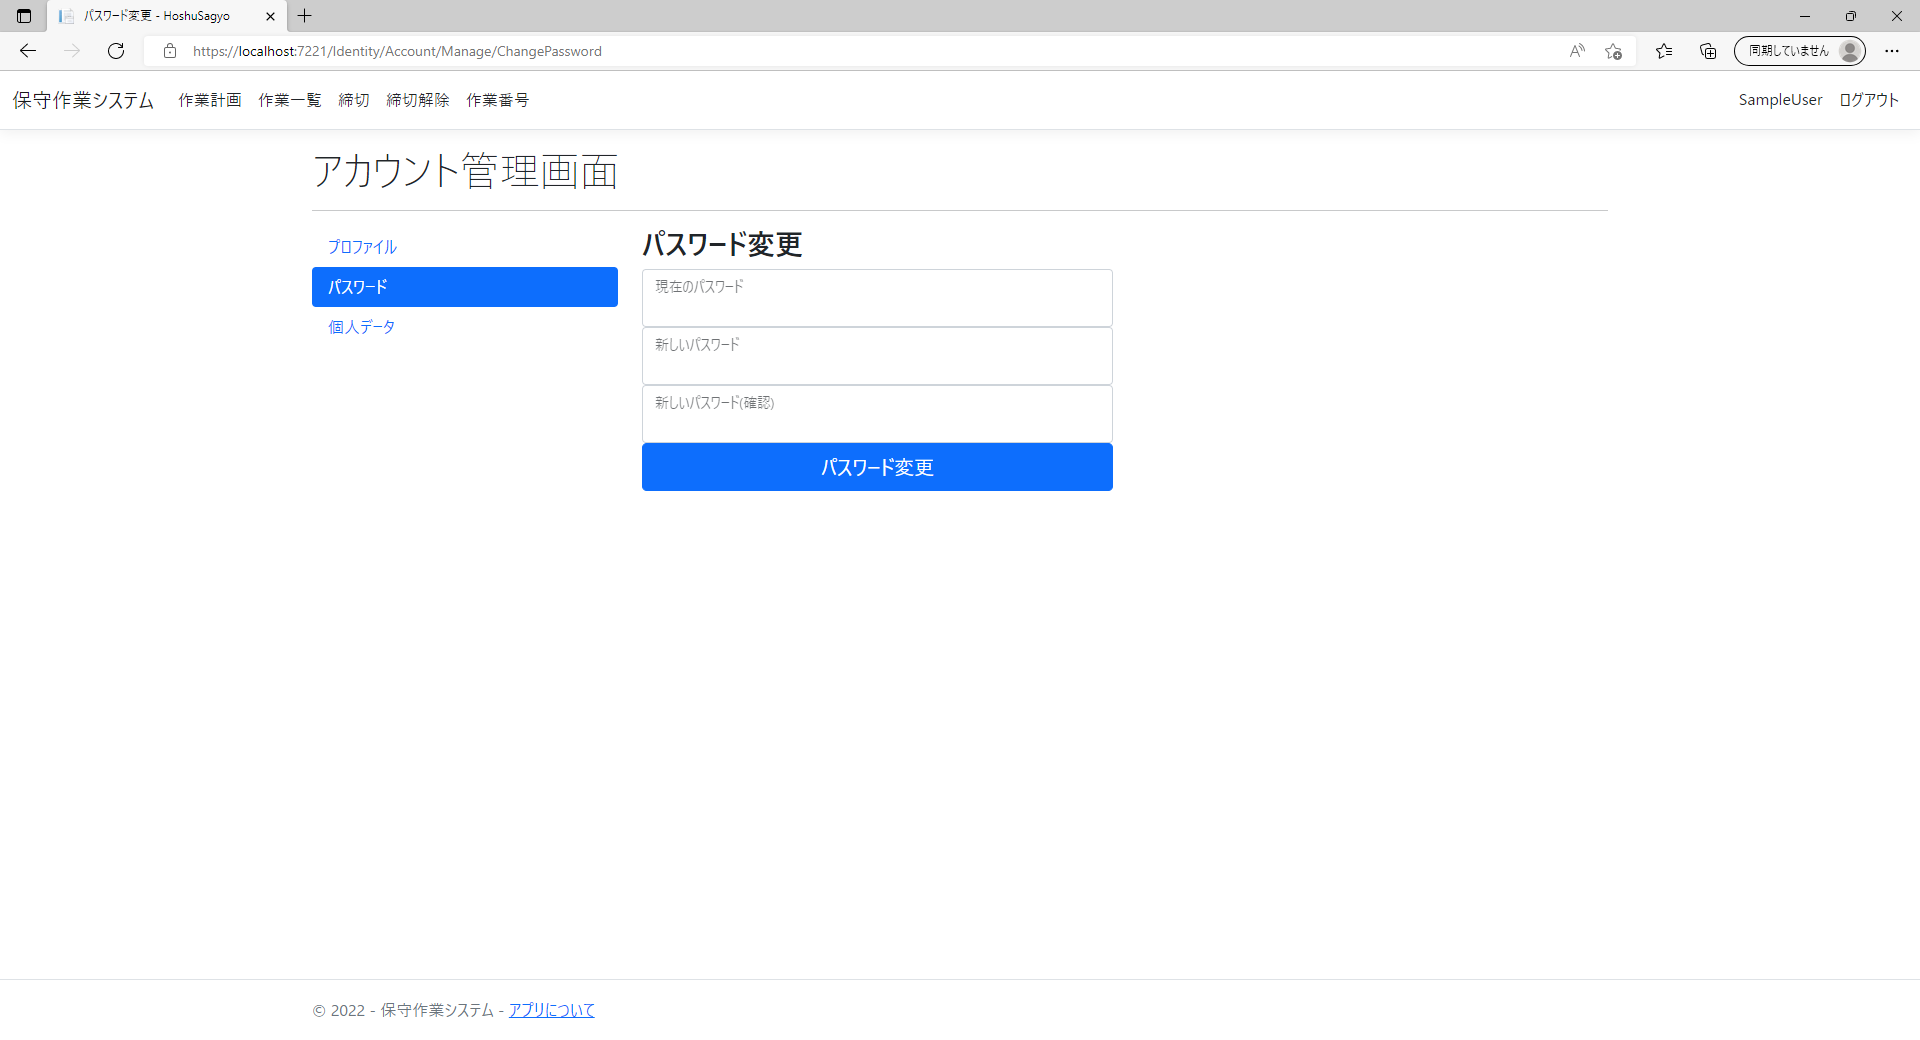 パスワード変更 - HoshuSagyo
https://localhost:7221/Identity/Account/Manage/ChangePassword
同期していません
保守作業システム 作業計画 作業一覧 締切 締切解除 作業番号 SampleUser ログアウト
アカウント管理画面
プロファイル
パスワード
個人データ
パスワード変更
現在のパスワード
新しいパスワード
新しいパスワード(確認)
パスワード変更
© 2022 - 保守作業システム - アプリについて